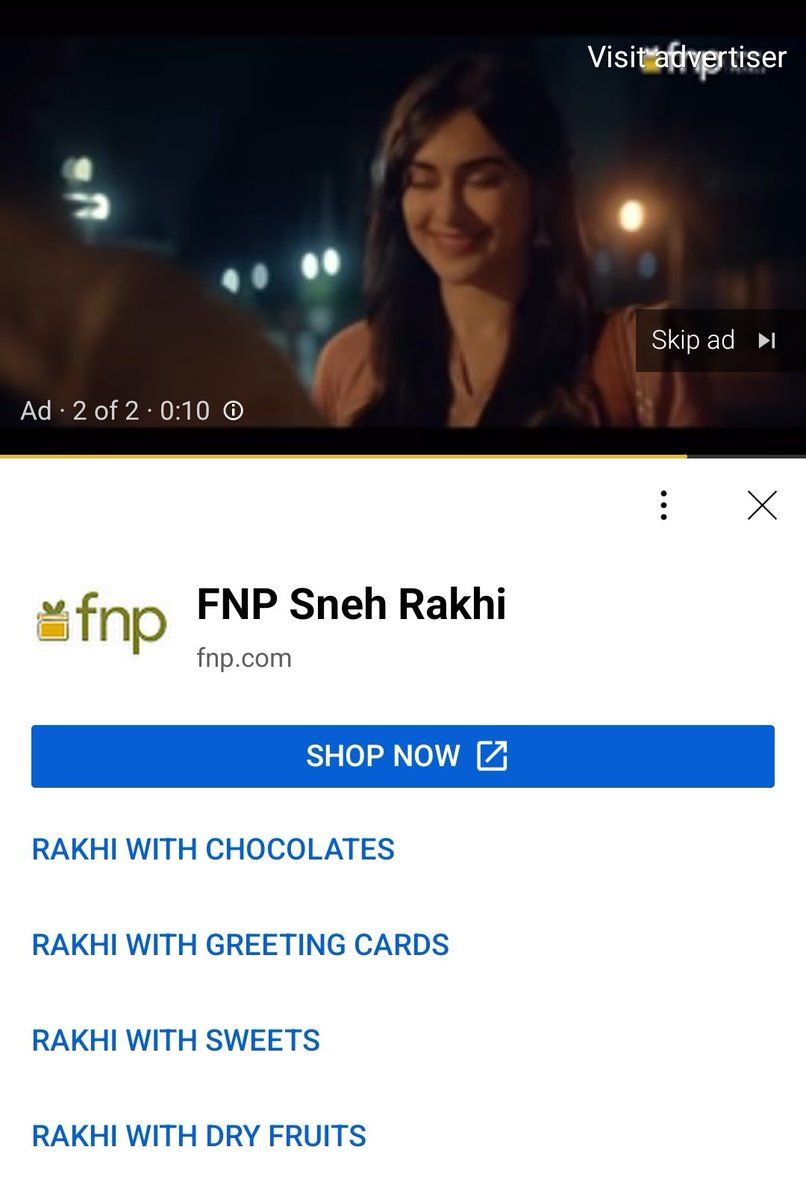 Visit advertiser
fnp
Skip ad
Ad · 2 of 2 · 0:10
fnp
FNP Sneh Rakhi
fnp.com
SHOP NOW
RAKHI WITH CHOCOLATES
RAKHI WITH GREETING CARDS
RAKHI WITH SWEETS
RAKHI WITH DRY FRUITS